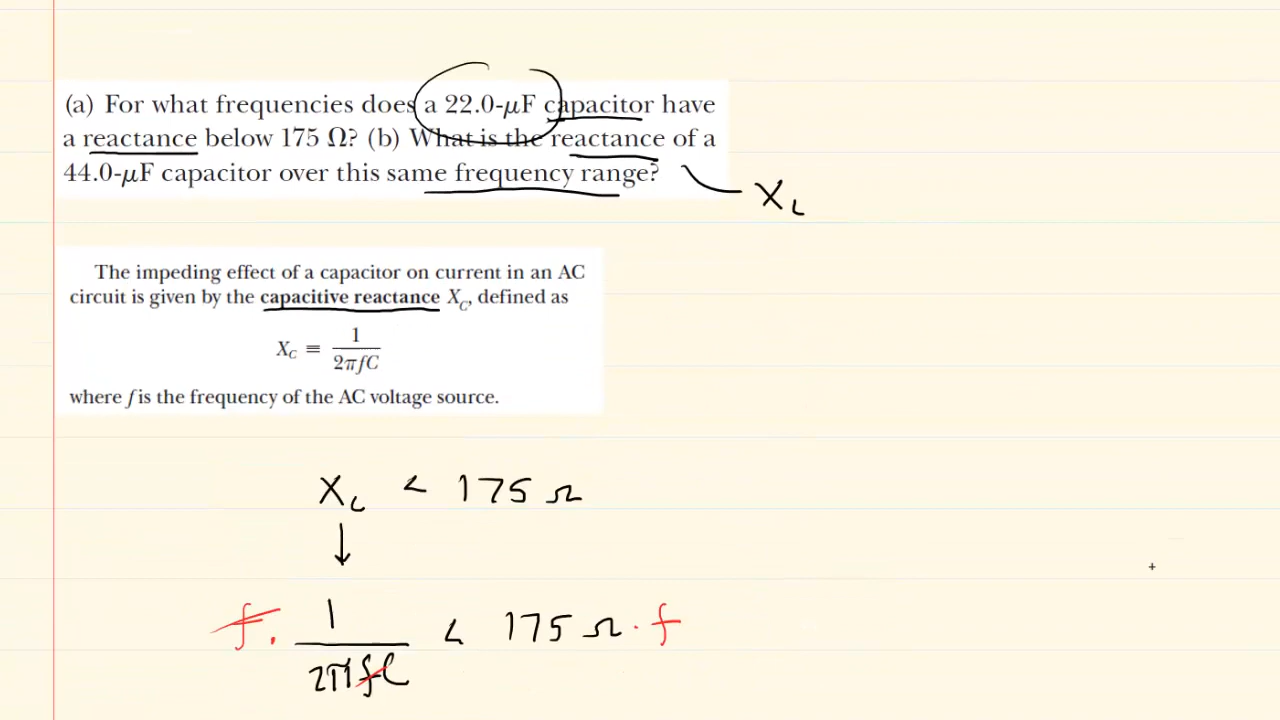 (a) For what frequencies does a 22.0-μF capacitor have
a reactance below 175 Ω? (b) What is the reactance of a
44.0-μF capacitor over this same frequency range?
X_C
The impeding effect of a capacitor on current in an AC
circuit is given by the capacitive reactance X_C, defined as
X_C ≡ 1 / 2πfC
where f is the frequency of the AC voltage source.
X_C < 175 Ω
↓
f · 1 / 2πfC < 175 Ω · f